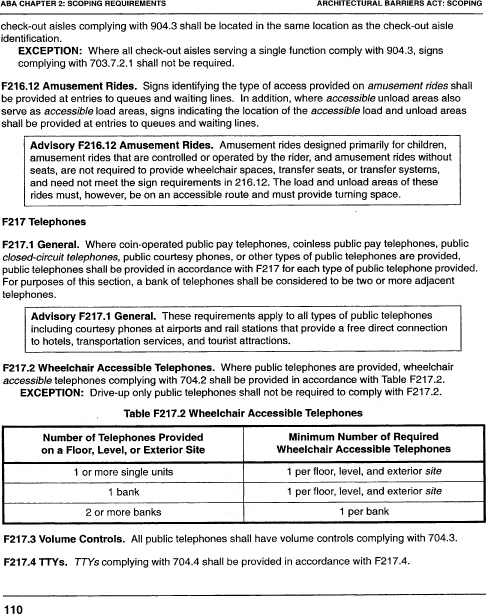 ABA CHAPTER 2: SCOPING REQUIREMENTS ARCHITECTURAL BARRIERS ACT: SCOPING
check-out aisles complying with 904.3 shall be located in the same location as the check-out aisle
identification.
EXCEPTION: Where all check-out aisles serving a single function comply with 904.3, signs
complying with 703.7.2.1 shall not be required.
F216.12 Amusement Rides. Signs identifying the type of access provided on amusement rides shall
be provided at entries to queues and waiting lines. In addition, where accessible unload areas also
serve as accessible load areas, signs indicating the location of the accessible load and unload areas
shall be provided at entries to queues and waiting lines.
Advisory F216.12 Amusement Rides. Amusement rides designed primarily for children,
amusement rides that are controlled or operated by the rider, and amusement rides without
seats, are not required to provide wheelchair spaces, transfer seats, or transfer systems,
and need not meet the sign requirements in 216.12. The load and unload areas of these
rides must, however, be on an accessible route and must provide turning space.
F217 Telephones
F217.1 General. Where coin-operated public pay telephones, coinless public pay telephones, public
closed-circuit telephones, public courtesy phones, or other types of public telephones are provided,
public telephones shall be provided in accordance with F217 for each type of public telephone provided.
For purposes of this section, a bank of telephones shall be considered to be two or more adjacent
telephones.
Advisory F217.1 General. These requirements apply to all types of public telephones
including courtesy phones at airports and rail stations that provide a free direct connection
to hotels, transportation services, and tourist attractions.
F217.2 Wheelchair Accessible Telephones. Where public telephones are provided, wheelchair
accessible telephones complying with 704.2 shall be provided in accordance with Table F217.2.
EXCEPTION: Drive-up only public telephones shall not be required to comply with F217.2.
Table F217.2 Wheelchair Accessible Telephones
Number of Telephones Provided Minimum Number of Required
on a Floor, Level, or Exterior Site Wheelchair Accessible Telephones
1 or more single units 1 per floor, level, and exterior site
1 bank 1 per floor, level, and exterior site
2 or more banks 1 per bank
F217.3 Volume Controls. All public telephones shall have volume controls complying with 704.3.
F217.4 TTYs. TTYs complying with 704.4 shall be provided in accordance with F217.4.
110